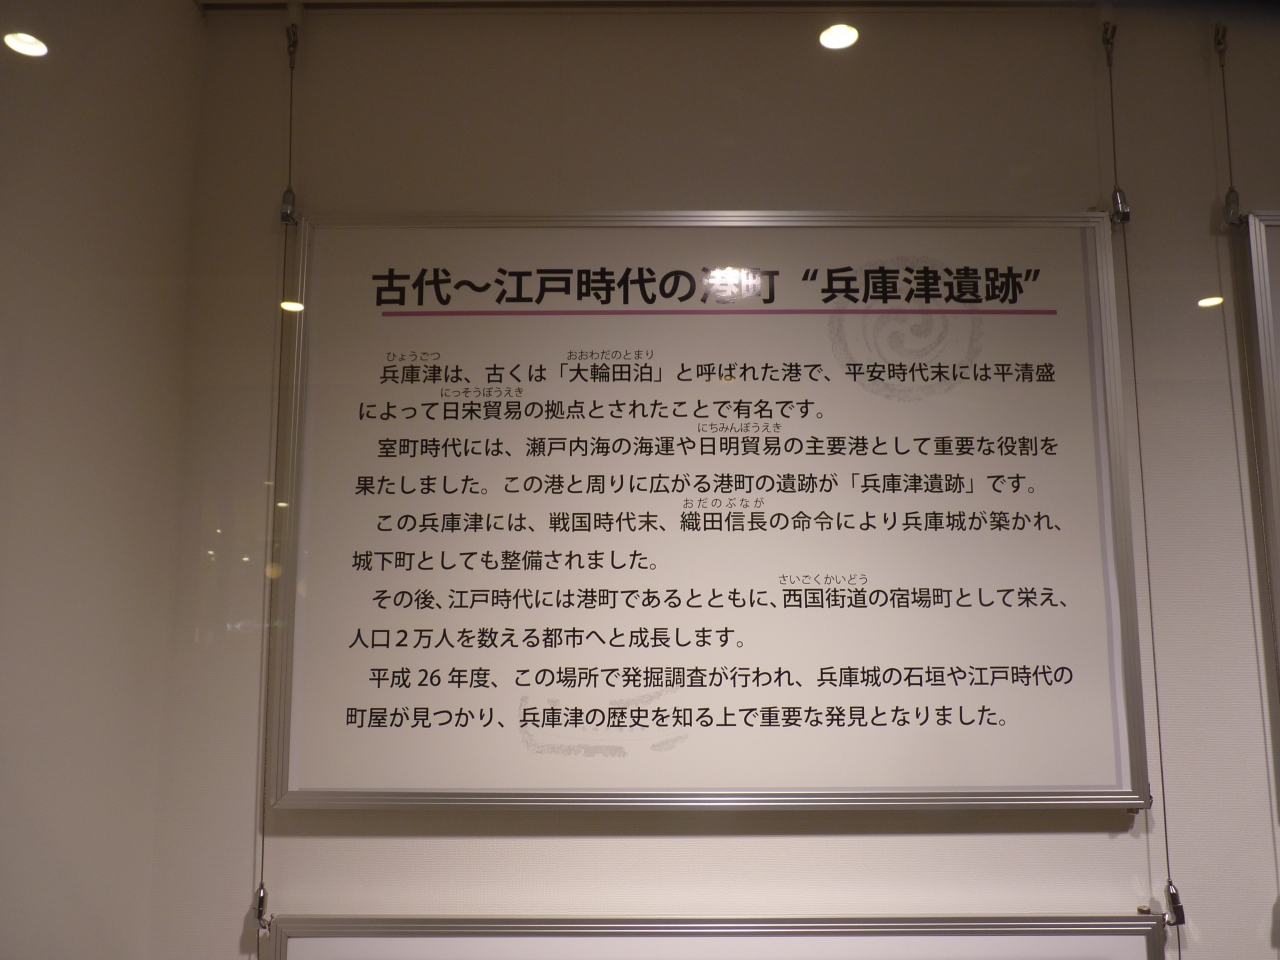 古代～江戸時代の港町 “兵庫津遺跡”
ひょうごつ おおわだのとまり
兵庫津は、古くは「大輪田泊」と呼ばれた港で、平安時代末には平清盛
にっそうぼうえき
によって日宋貿易の拠点とされたことで有名です。
にちみんぼうえき
室町時代には、瀬戸内海の海運や日明貿易の主要港として重要な役割を
果たしました。この港と周りに広がる港町の遺跡が「兵庫津遺跡」です。
おだのぶなが
この兵庫津には、戦国時代末、織田信長の命令により兵庫城が築かれ、
城下町としても整備されました。
さいごくかいどう
その後、江戸時代には港町であるとともに、西国街道の宿場町として栄え、
人口２万人を数える都市へと成長します。
平成 26 年度、この場所で発掘調査が行われ、兵庫城の石垣や江戸時代の
町屋が見つかり、兵庫津の歴史を知る上で重要な発見となりました。